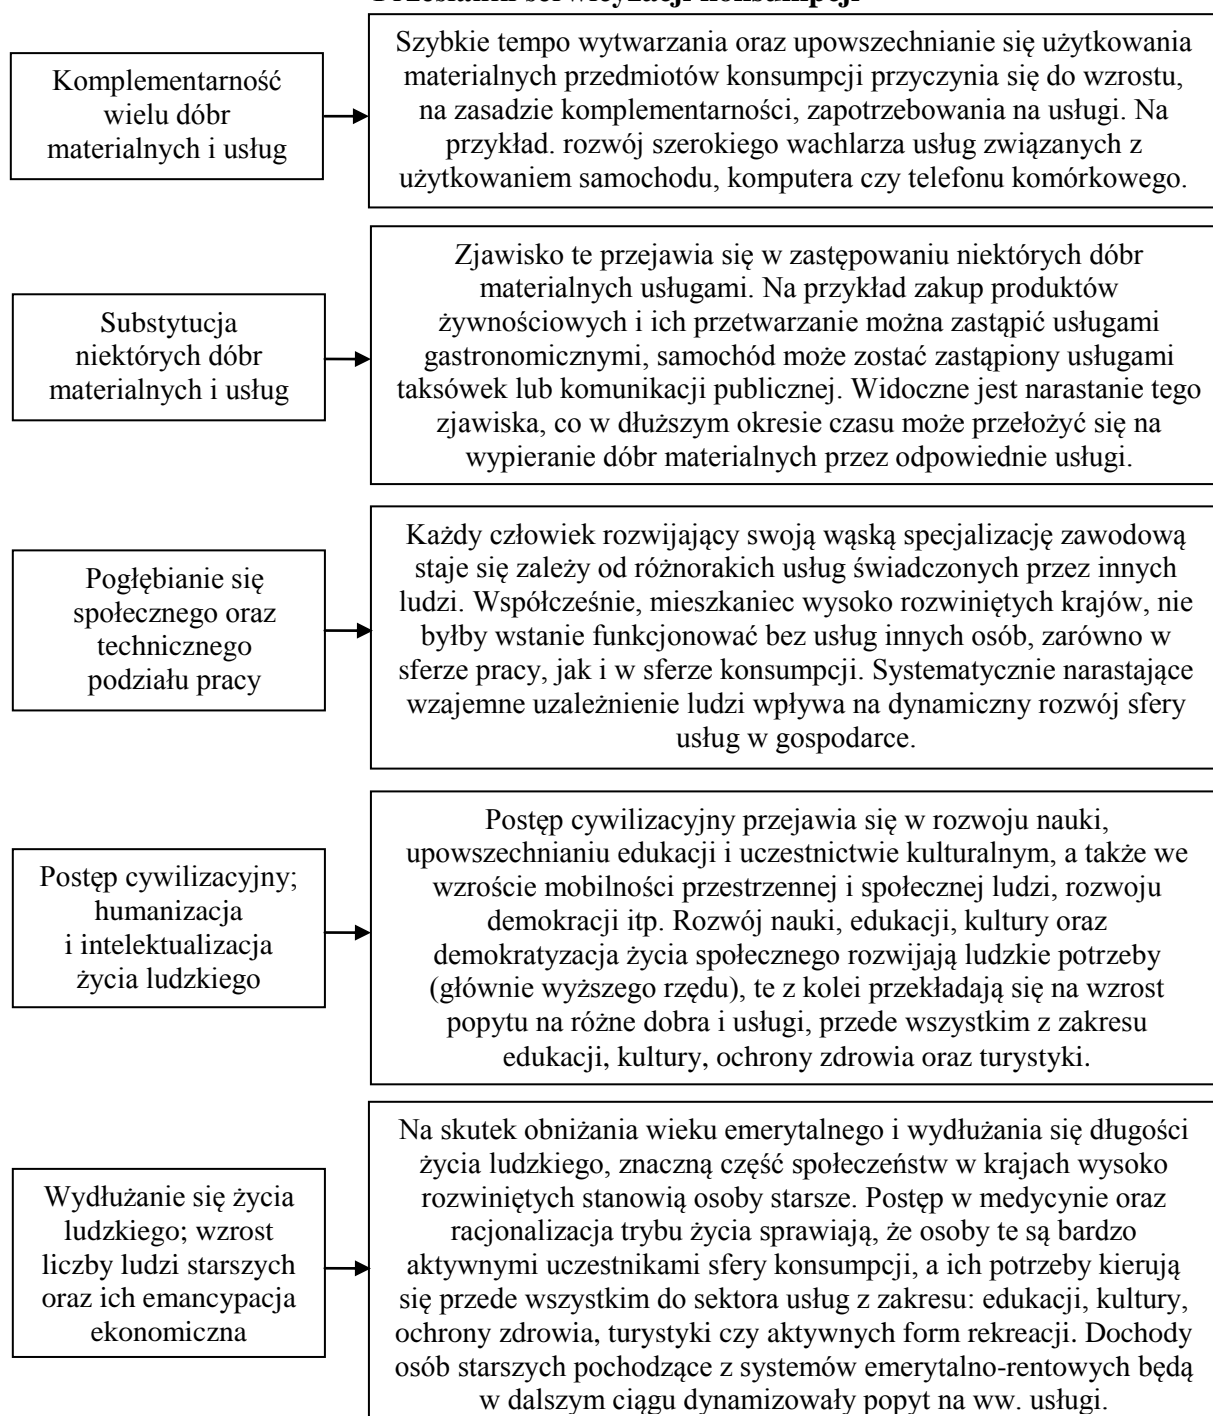 Przesłanki serwicyzacji konsumpcji
Komplementarność
wielu dóbr
materialnych i usług
Szybkie tempo wytwarzania oraz upowszechnianie się użytkowania
materialnych przedmiotów konsumpcji przyczynia się do wzrostu,
na zasadzie komplementarności, zapotrzebowania na usługi. Na
przykład. rozwój szerokiego wachlarza usług związanych z
użytkowaniem samochodu, komputera czy telefonu komórkowego.
Substytucja
niektórych dóbr
materialnych i usług
Zjawisko te przejawia się w zastępowaniu niektórych dóbr
materialnych usługami. Na przykład zakup produktów
żywnościowych i ich przetwarzanie można zastąpić usługami
gastronomicznymi, samochód może zostać zastąpiony usługami
taksówek lub komunikacji publicznej. Widoczne jest narastanie tego
zjawiska, co w dłuższym okresie czasu może przełożyć się na
wypieranie dóbr materialnych przez odpowiednie usługi.
Pogłębianie się
społecznego oraz
technicznego
podziału pracy
Każdy człowiek rozwijający swoją wąską specjalizację zawodową
staje się zależy od różnorakich usług świadczonych przez innych
ludzi. Współcześnie, mieszkaniec wysoko rozwiniętych krajów, nie
byłby wstanie funkcjonować bez usług innych osób, zarówno w
sferze pracy, jak i w sferze konsumpcji. Systematycznie narastające
wzajemne uzależnienie ludzi wpływa na dynamiczny rozwój sfery
usług w gospodarce.
Postęp cywilizacyjny;
humanizacja
i intelektualizacja
życia ludzkiego
Postęp cywilizacyjny przejawia się w rozwoju nauki,
upowszechnianiu edukacji i uczestnictwie kulturalnym, a także we
wzroście mobilności przestrzennej i społecznej ludzi, rozwoju
demokracji itp. Rozwój nauki, edukacji, kultury oraz
demokratyzacja życia społecznego rozwijają ludzkie potrzeby
(głównie wyższego rzędu), te z kolei przekładają się na wzrost
popytu na różne dobra i usługi, przede wszystkim z zakresu
edukacji, kultury, ochrony zdrowia oraz turystyki.
Wydłużanie się życia
ludzkiego; wzrost
liczby ludzi starszych
oraz ich emancypacja
ekonomiczna
Na skutek obniżania wieku emerytalnego i wydłużania się długości
życia ludzkiego, znaczną część społeczeństw w krajach wysoko
rozwiniętych stanowią osoby starsze. Postęp w medycynie oraz
racjonalizacja trybu życia sprawiają, że osoby te są bardzo
aktywnymi uczestnikami sfery konsumpcji, a ich potrzeby kierują
się przede wszystkim do sektora usług z zakresu: edukacji, kultury,
ochrony zdrowia, turystyki czy aktywnych form rekreacji. Dochody
osób starszych pochodzące z systemów emerytalno-rentowych będą
w dalszym ciągu dynamizowały popyt na ww. usługi.